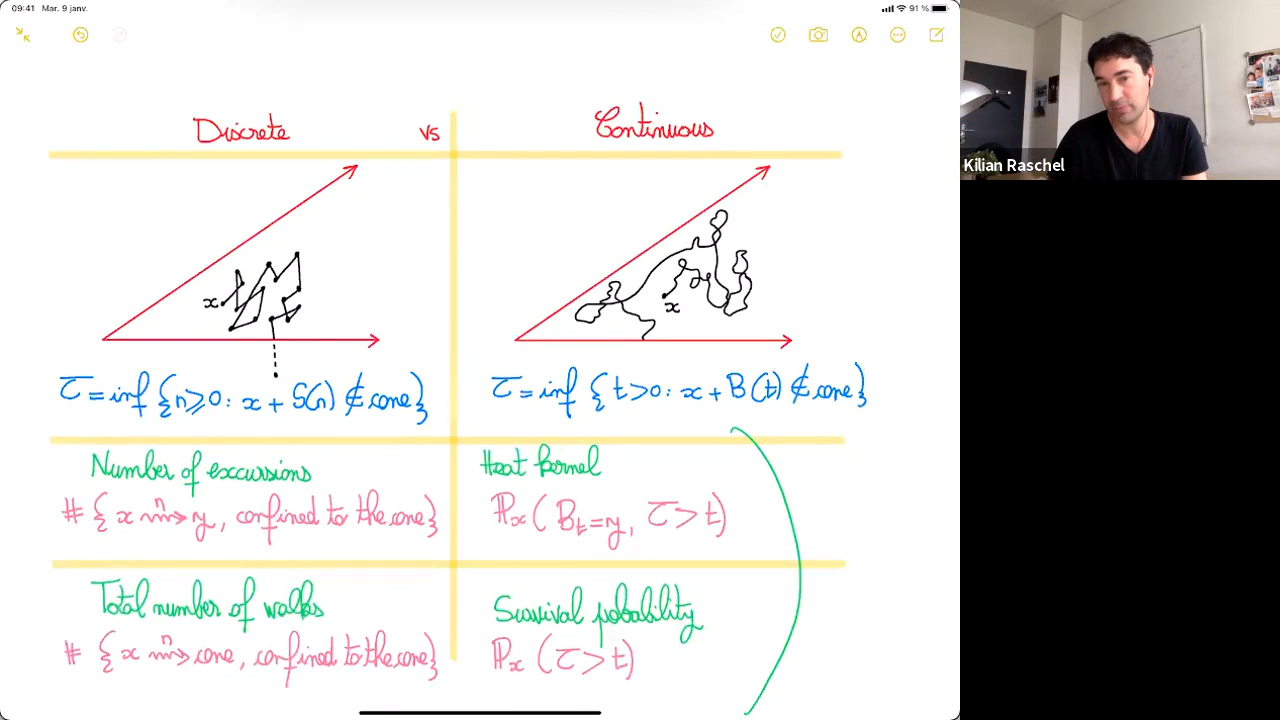 09:41 Mar. 9 janv.
91 %
Kilian Raschel
Discrete vs Continuous
x
x
τ = inf {n ⩾ 0 : x + S(n) ∉ cone}
τ = inf {t > 0 : x + B(t) ∉ cone}
Number of excursions
# {x n⇝ y, confined to the cone}
Heat kernel
ℙx ( Bt = y, τ > t)
Total number of walks
# {x n⇝ cone, confined to the cone}
Survival pobability
ℙx (τ > t)